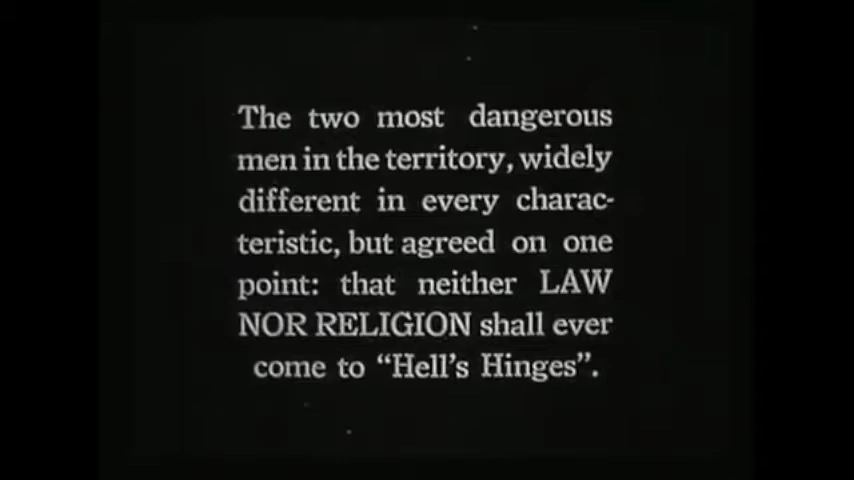 The two most dangerous
men in the territory, widely
different in every charac-
teristic, but agreed on one
point: that neither LAW
NOR RELIGION shall ever
come to “Hell’s Hinges”.